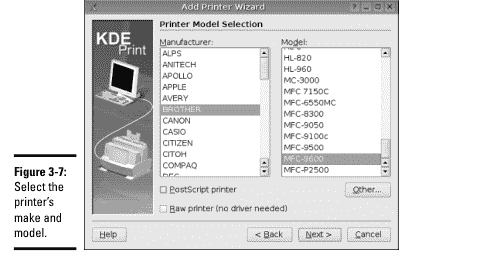 Add Printer Wizard
KDE
Print
Printer Model Selection
Manufacturer:
ALPS
ANITECH
APOLLO
APPLE
AVERY
BROTHER
CANON
CASIO
CITIZEN
CITOH
COMPAQ
Model:
HL-820
HL-960
MC-3000
MFC 7150C
MFC-6550MC
MFC-8300
MFC-9050
MFC-9100c
MFC-9500
MFC-9600
MFC-P2500
PostScript printer
Other...
Raw printer (no driver needed)
Help
< Back
Next >
Cancel
Figure 3-7:
Select the
printer's
make and
model.